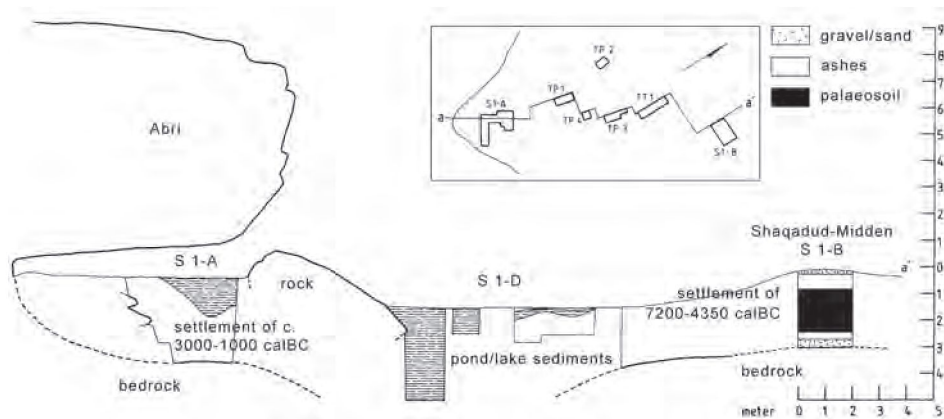 gravel/sand
ashes
palaeosoil
TP 2
TP 1
TT 1
S1-A
TP 4
TP 3
S1-B
a
a'
Abri
9
8
7
6
5
4
3
2
1
0
1
2
3
4
5
Shaqadud-Midden
S 1-B
a'
S 1-A
rock
S 1-D
settlement of
7200-4350 calBC
settlement of c.
3000-1000 calBC
pond/lake sediments
bedrock
bedrock
meter 0 1 2 3 4 5